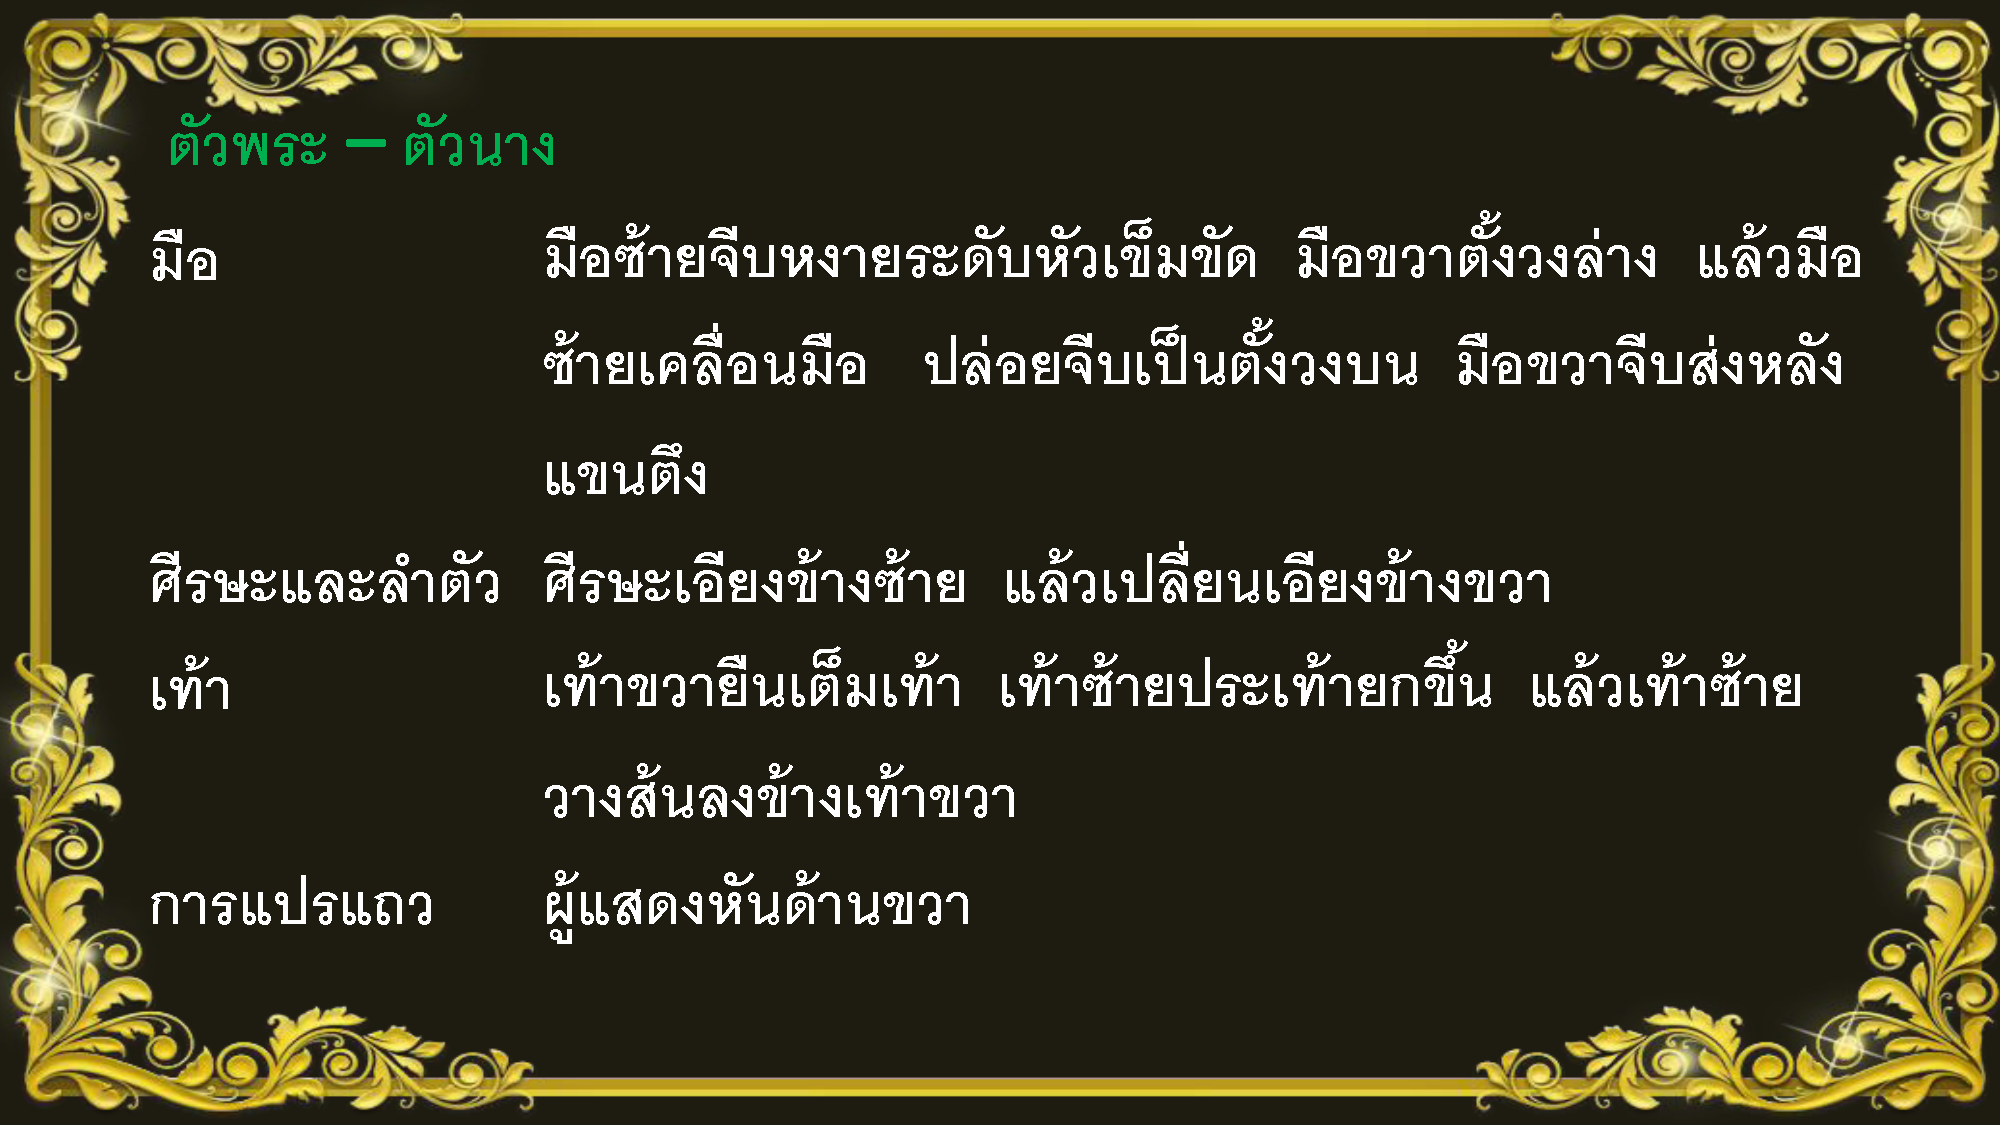 ตัวพระ – ตัวนาง
มือ มือซ้ายจีบหงายระดับหัวเข็มขัด มือขวาตั้งวงล่าง แล้วมือ
ซ้ายเคลื่อนมือ ปล่อยจีบเป็นตั้งวงบน มือขวาจีบส่งหลัง
แขนตึง
ศีรษะและลำตัว ศีรษะเอียงข้างซ้าย แล้วเปลี่ยนเอียงข้างขวา
เท้า เท้าขวายืนเต็มเท้า เท้าซ้ายประเท้ายกขึ้น แล้วเท้าซ้าย
วางส้นลงข้างเท้าขวา
การแปรแถว ผู้แสดงหันด้านขวา